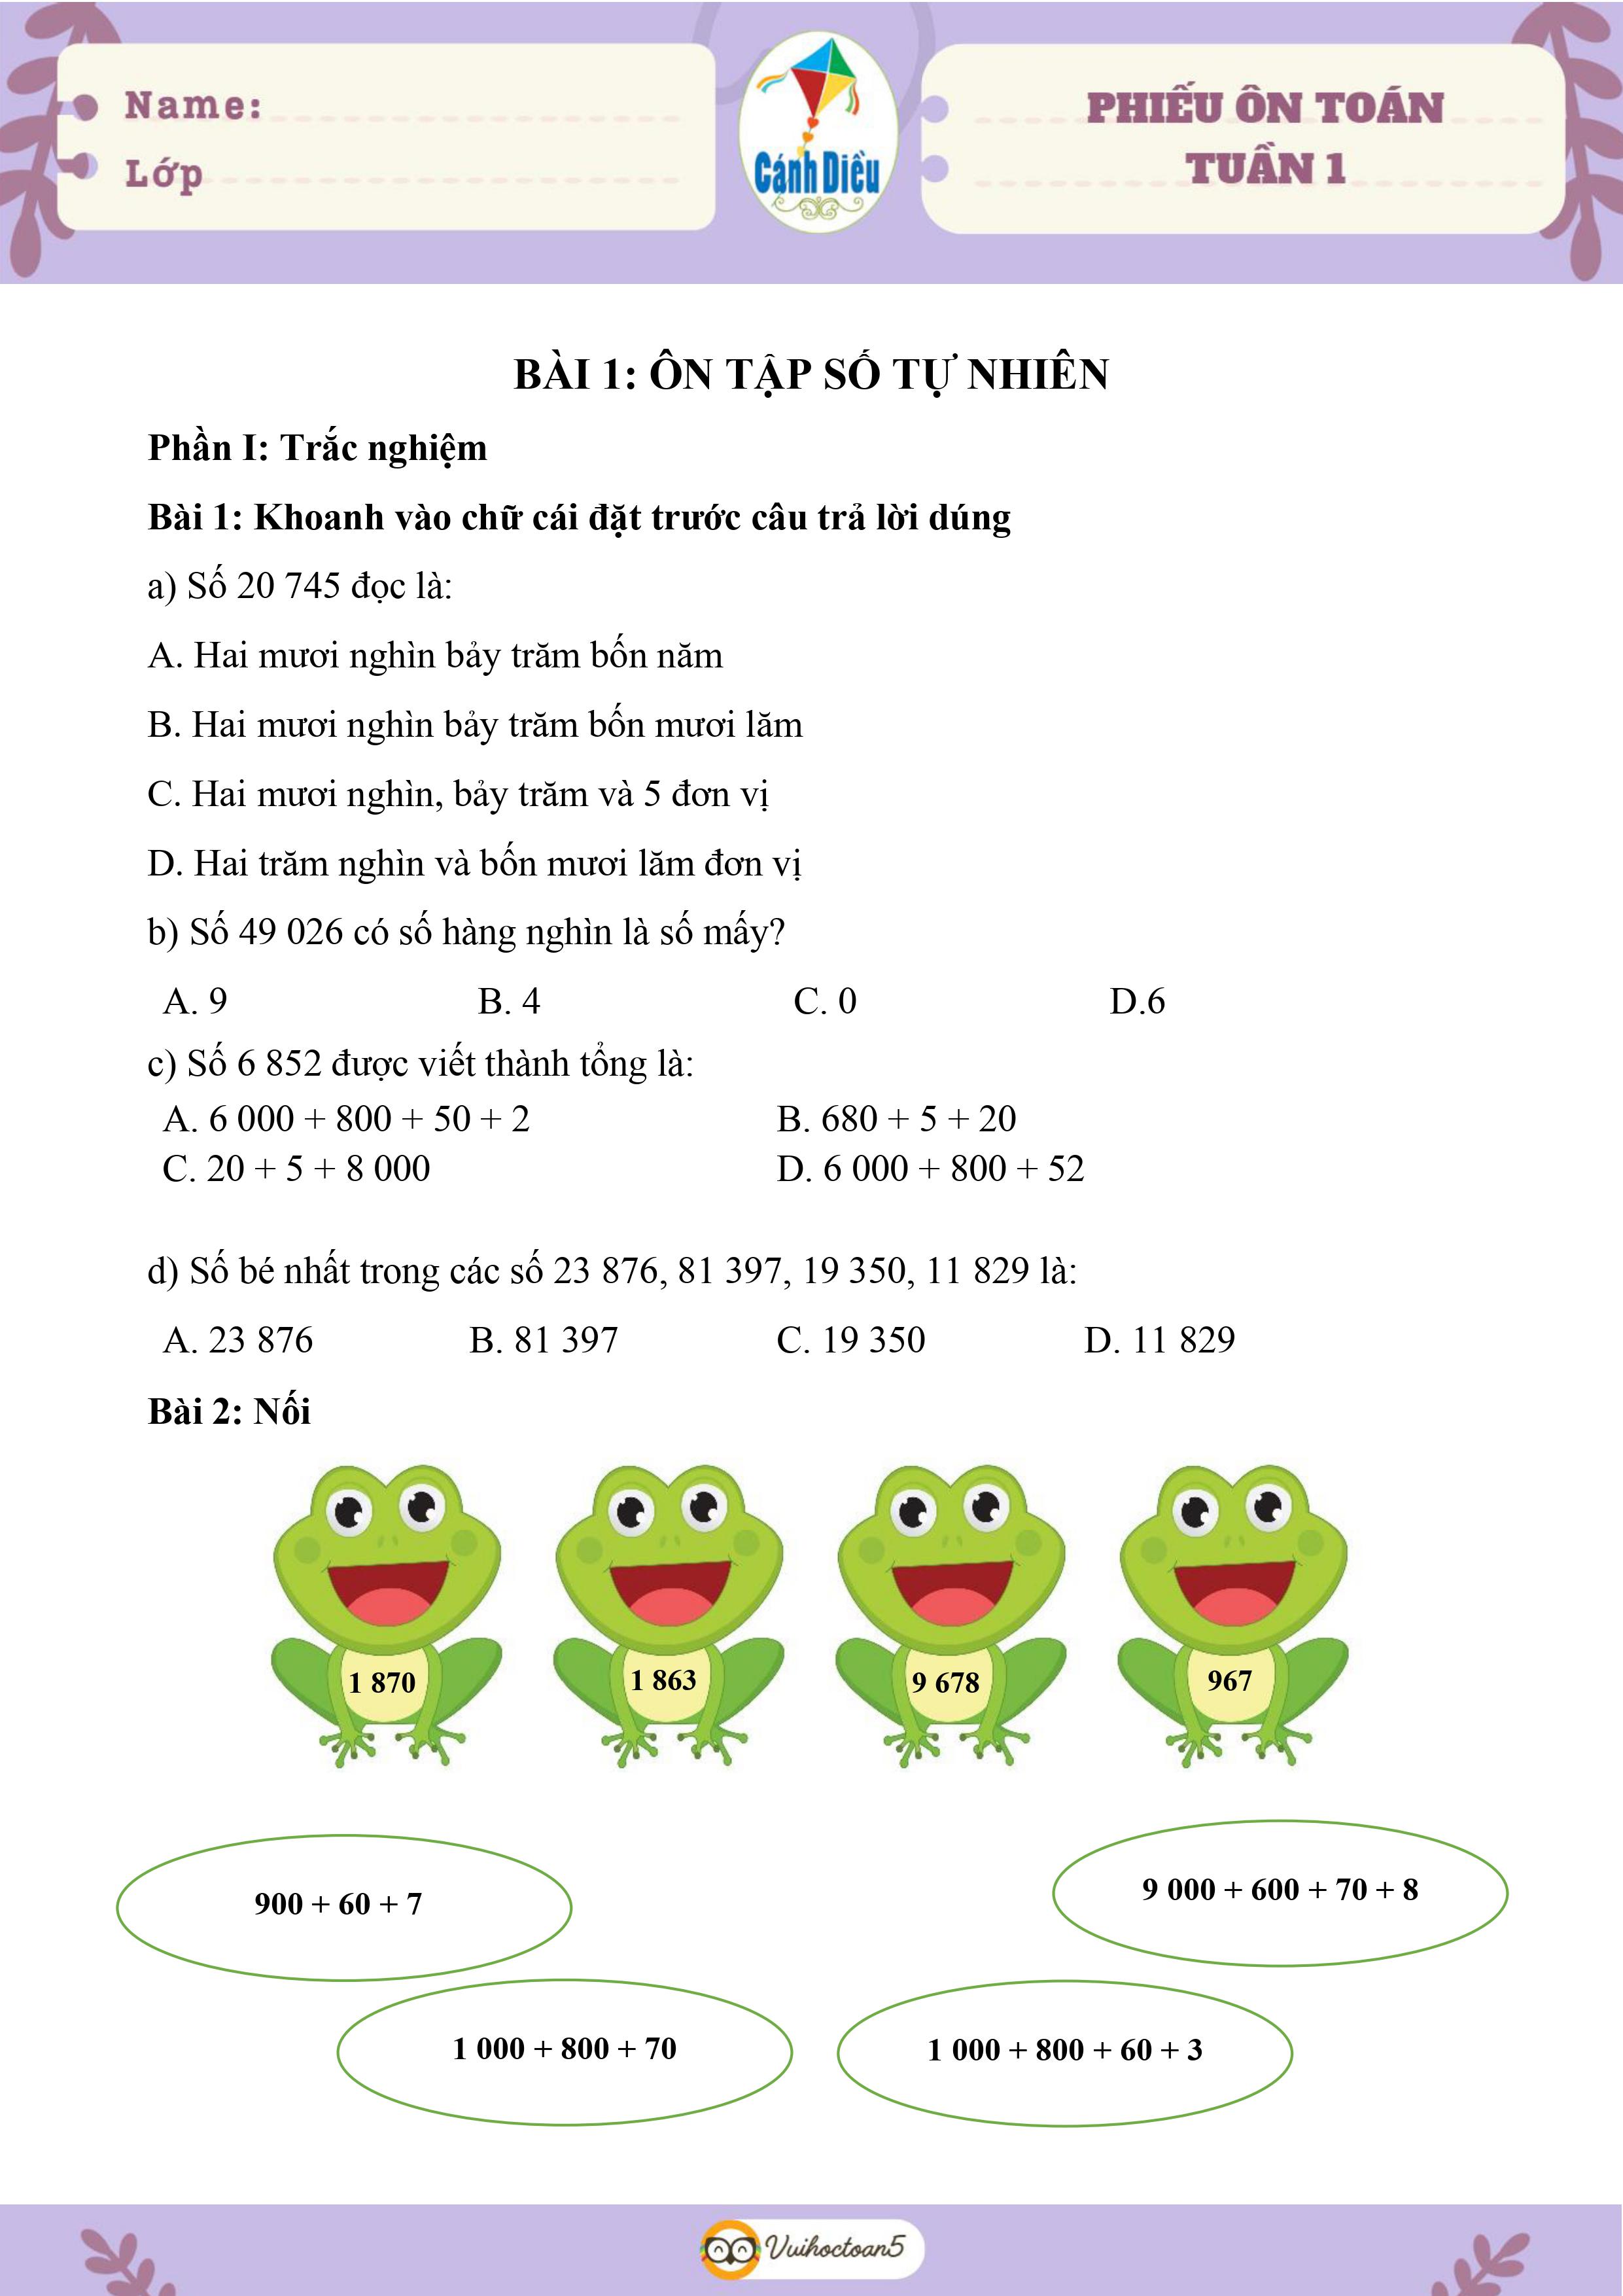 Name:
Lớp
Cánh Diều
PHIẾU ÔN TOÁN
TUẦN 1
BÀI 1: ÔN TẬP SỐ TỰ NHIÊN
Phần I: Trắc nghiệm
Bài 1: Khoanh vào chữ cái đặt trước câu trả lời dúng
a) Số 20 745 đọc là:
A. Hai mươi nghìn bảy trăm bốn năm
B. Hai mươi nghìn bảy trăm bốn mươi lăm
C. Hai mươi nghìn, bảy trăm và 5 đơn vị
D. Hai trăm nghìn và bốn mươi lăm đơn vị
b) Số 49 026 có số hàng nghìn là số mấy?
A. 9 B. 4 C. 0 D.6
c) Số 6 852 được viết thành tổng là:
A. 6 000 + 800 + 50 + 2 B. 680 + 5 + 20
C. 20 + 5 + 8 000 D. 6 000 + 800 + 52
d) Số bé nhất trong các số 23 876, 81 397, 19 350, 11 829 là:
A. 23 876 B. 81 397 C. 19 350 D. 11 829
Bài 2: Nối
1 870 1 863 9 678 967
900 + 60 + 7 9 000 + 600 + 70 + 8
1 000 + 800 + 70 1 000 + 800 + 60 + 3
Vuihoctoan5